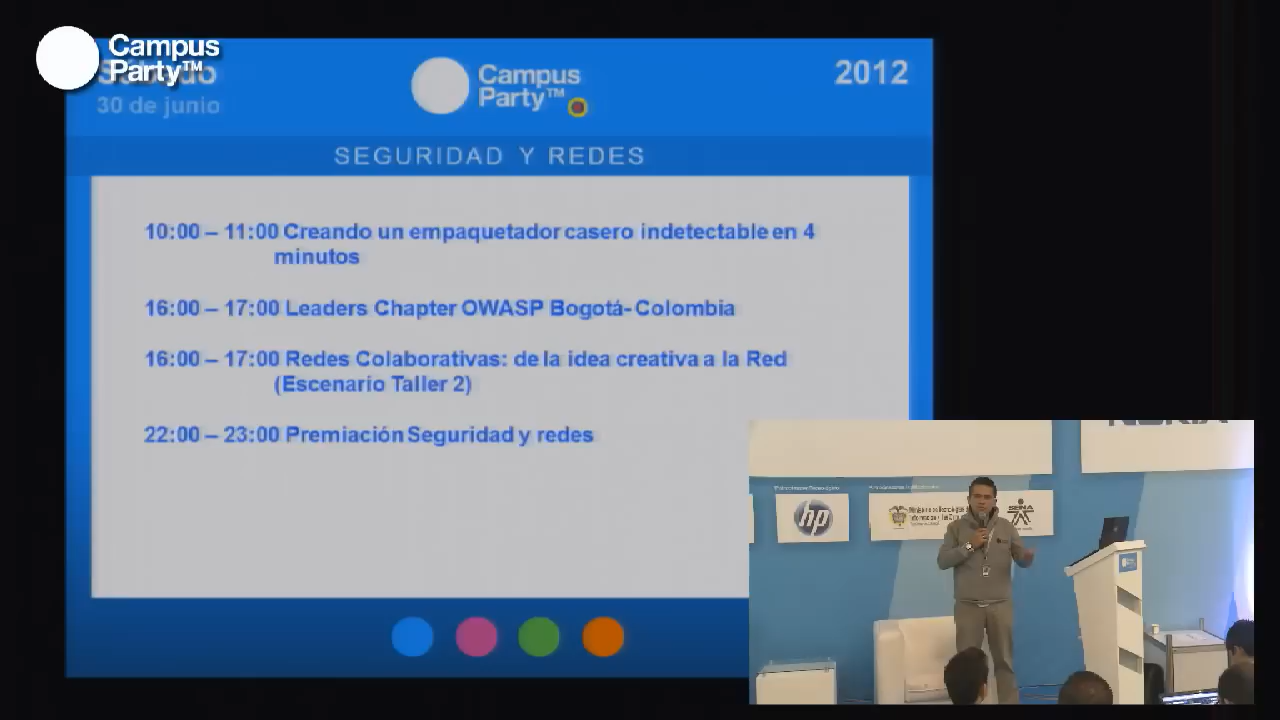 Campus
Party™
Sábado
30 de junio
Campus
Party™
2012
SEGURIDAD Y REDES
10:00 – 11:00 Creando un empaquetador casero indetectable en 4
minutos
16:00 – 17:00 Leaders Chapter OWASP Bogotá- Colombia
16:00 – 17:00 Redes Colaborativas: de la idea creativa a la Red
(Escenario Taller 2)
22:00 – 23:00 Premiación Seguridad y redes
NOKIA
hp
SENA